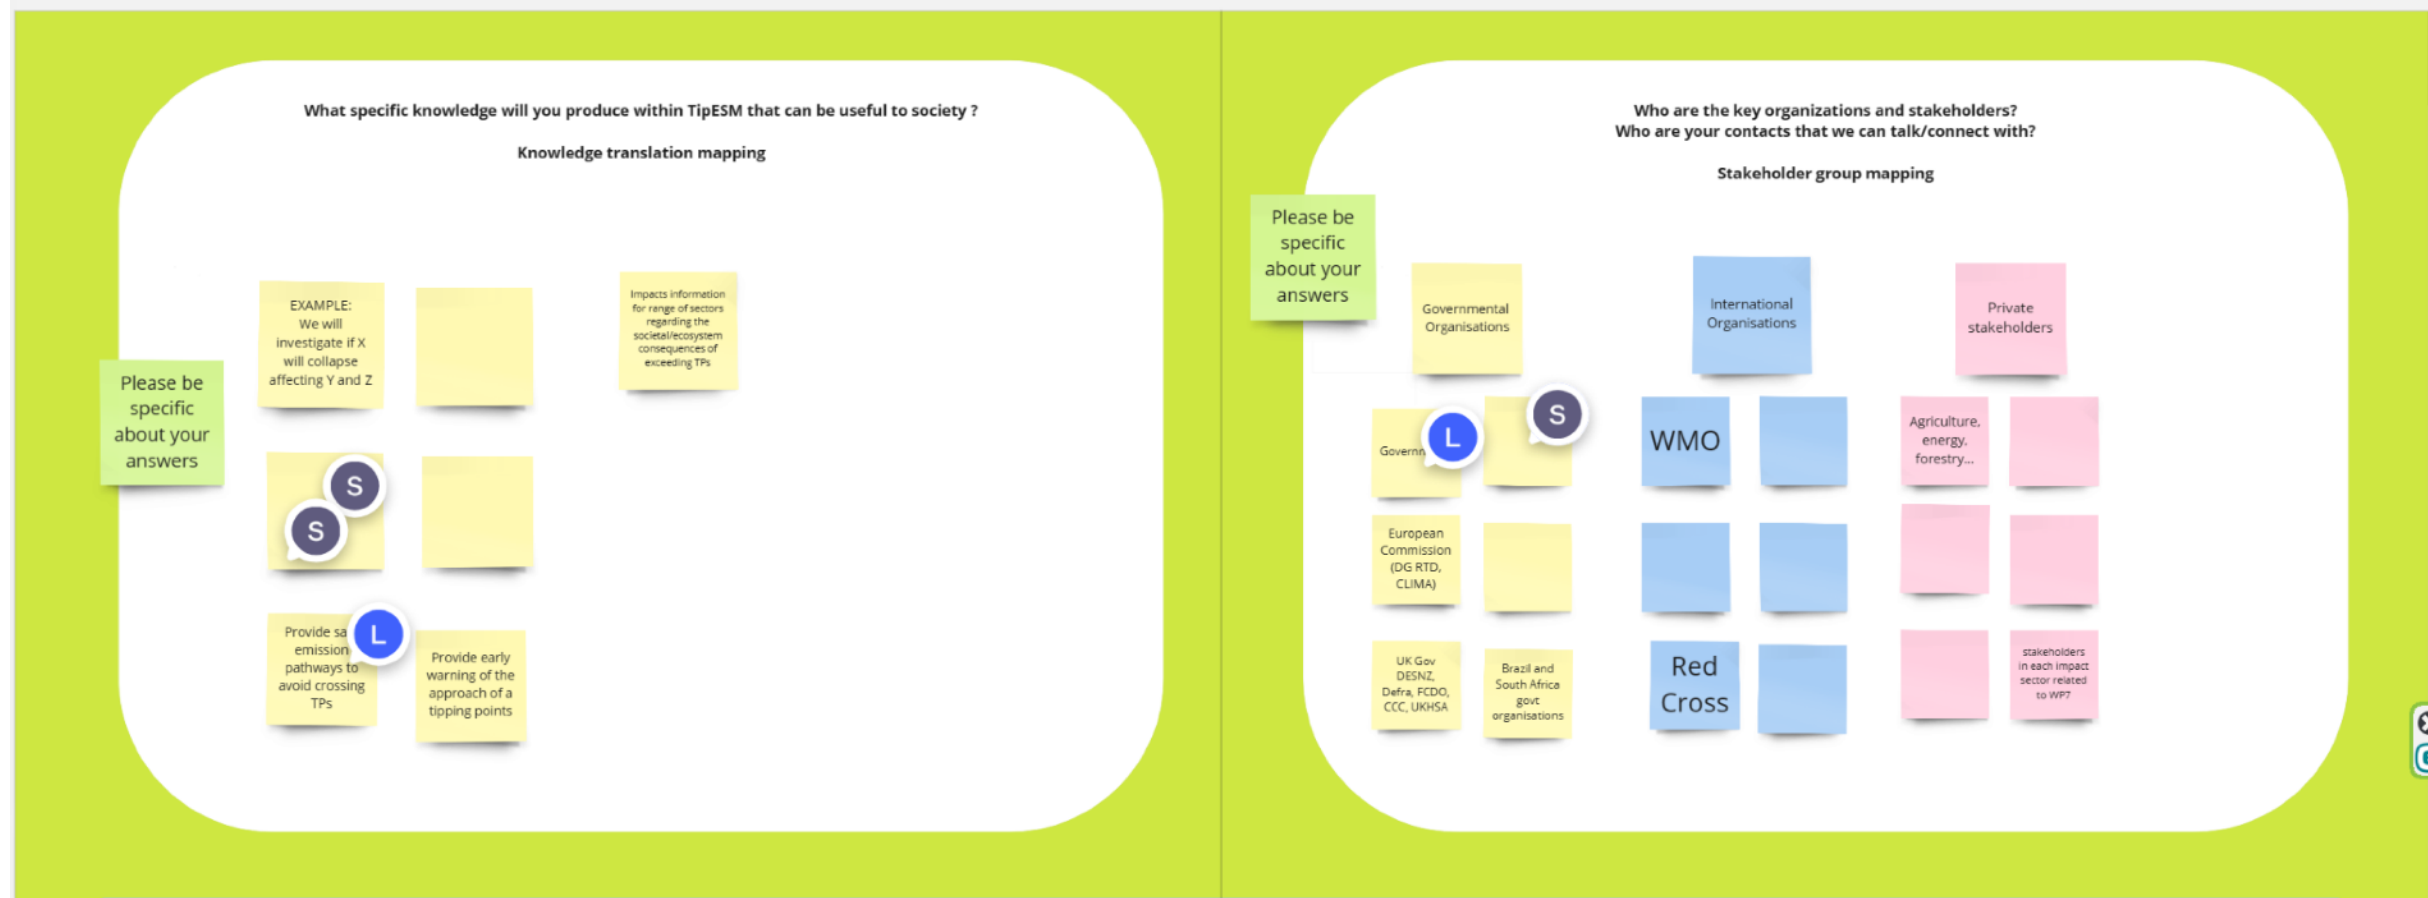 What specific knowledge will you produce within TipESM that can be useful to society ?
Knowledge translation mapping
Please be
specific
about your
answers
EXAMPLE:
We will
investigate if X
will collapse
affecting Y and Z
Impacts information
for range of sectors
regarding the
societal/ecosystem
consequences of
exceeding TPs
S
S
Provide
emission
pathways to
avoid crossing
TPs
L
Provide early
warning of the
approach of a
tipping points
Who are the key organizations and stakeholders?
Who are your contacts that we can talk/connect with?
Stakeholder group mapping
Please be
specific
about your
answers
Governmental
Organisations
L
S
European
Commission
(DG RTD,
CLIMA)
UK Gov
DESNZ,
Defra, FCDO,
CCC, UKHSA
Brazil and
South Africa
govt
organisations
International
Organisations
WMO
Red
Cross
Private
stakeholders
Agriculture,
energy,
forestry...
stakeholders
in each impact
sector related
to WP7